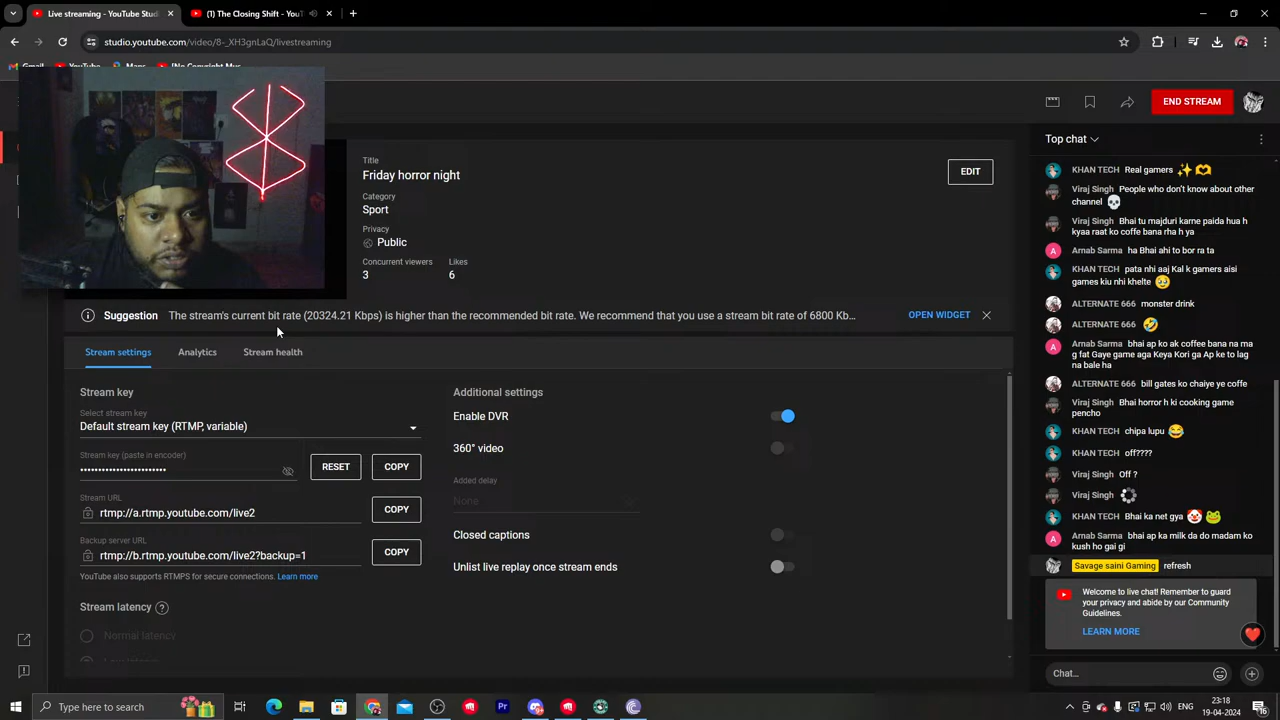 Live streaming - YouTube Stud
(1) The Closing Shift - YouT
studio.youtube.com/video/8-_XH3gnLaQ/livestreaming
Gmail
YouTube
Maps
[No Copyright Mus
END STREAM
Title
Friday horror night
EDIT
Category
Sport
Privacy
Public
Concurrent viewers
Likes
3
6
Suggestion
The stream's current bit rate (20324.21 Kbps) is higher than the recommended bit rate. We recommend that you use a stream bit rate of 6800 Kb...
OPEN WIDGET
Stream settings
Analytics
Stream health
Stream key
Select stream key
Default stream key (RTMP, variable)
Stream key (paste in encoder)
••••••••••••••••••••••••
RESET
COPY
Stream URL
rtmp://a.rtmp.youtube.com/live2
COPY
Backup server URL
rtmp://b.rtmp.youtube.com/live2?backup=1
COPY
YouTube also supports RTMPS for secure connections. Learn more
Stream latency
Normal latency
Additional settings
Enable DVR
360° video
Added delay
None
Closed captions
Unlist live replay once stream ends
Top chat
KHAN TECH Real gamers ✨🫶
Viraj Singh People who don't know about other
channel 💀
Viraj Singh Bhai tu majduri karne paida hua h
kyaa raat ko coffe bana rha h ya
Arnab Sarma ha Bhai ahi to bor ra ta
KHAN TECH pata nhi aaj Kal k gamers aisi
games kiu nhi khelte 🥹
ALTERNATE 666 monster drink
ALTERNATE 666 🤣
Arnab Sarma bhai ap ko ak coffee bana na ma
g fat Gaye game aga Keya Kori ga Ap ke to lag
na bale ha
ALTERNATE 666 bill gates ko chaiye ye coffe
Viraj Singh Bhai horror h ki cooking game
pencho
KHAN TECH chipa lupu 😂
KHAN TECH off????
Viraj Singh Off ?
Viraj Singh
KHAN TECH Bhai ka net gya 🤡🐸
Arnab Sarma bhai ap ka milk da do madam ko
kush ho gai gi
Savage saini Gaming refresh
Welcome to live chat! Remember to guard
your privacy and abide by our Community
Guidelines.
LEARN MORE
Chat...
Type here to search
Pr
23:18
19-04-2024
16